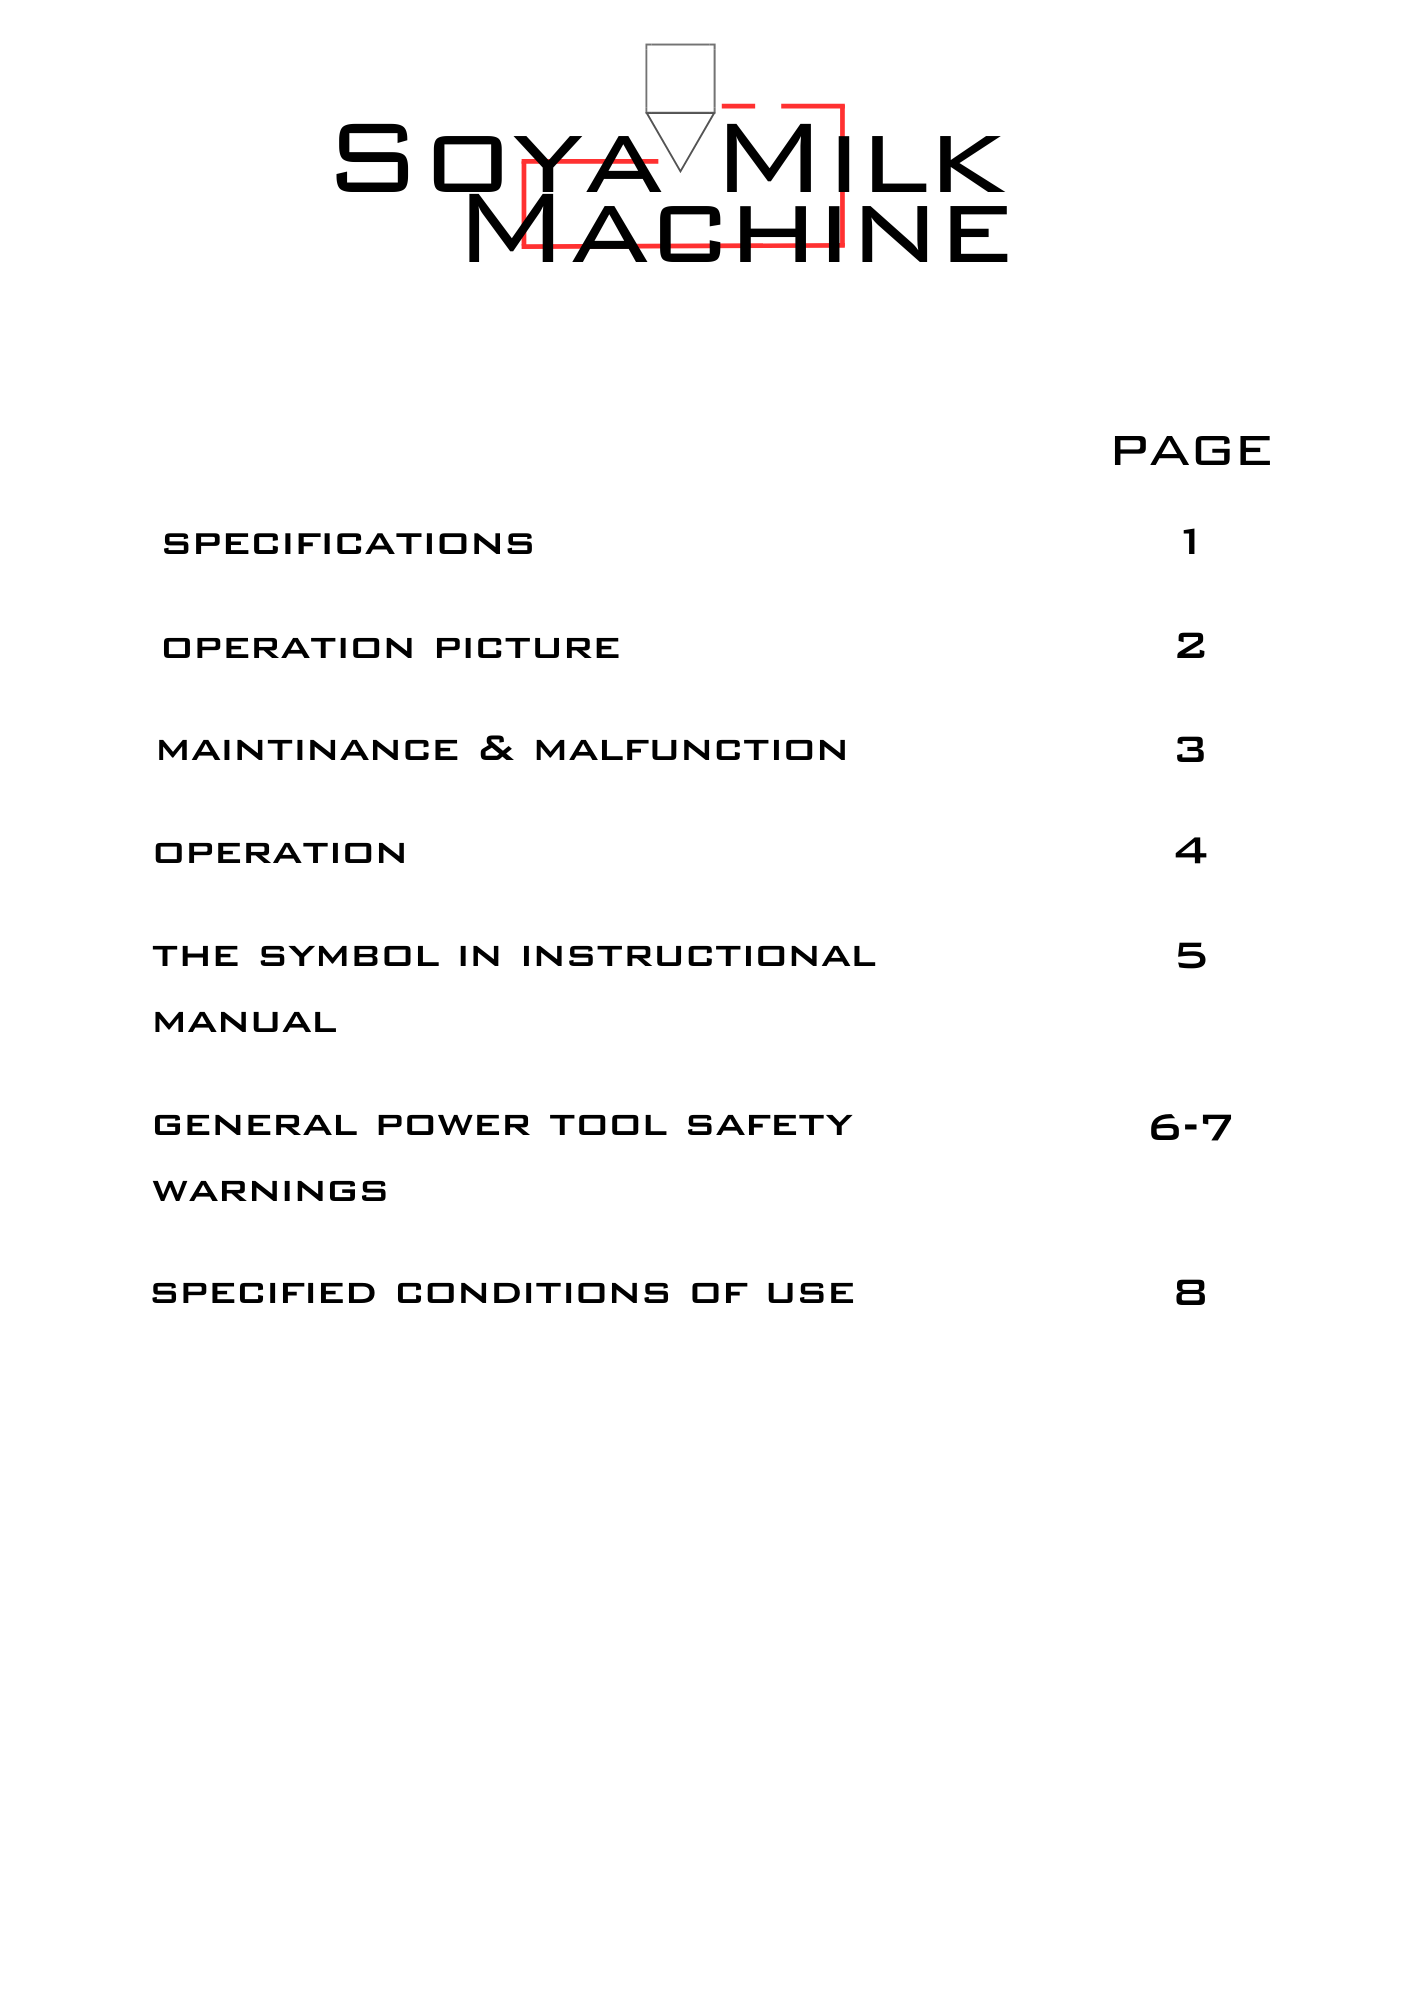 Soya Milk
Machine
PAGE
SPECIFICATIONS 1
OPERATION PICTURE 2
MAINTINANCE & MALFUNCTION 3
OPERATION 4
THE SYMBOL IN INSTRUCTIONAL 5
MANUAL
GENERAL POWER TOOL SAFETY 6-7
WARNINGS
SPECIFIED CONDITIONS OF USE 8